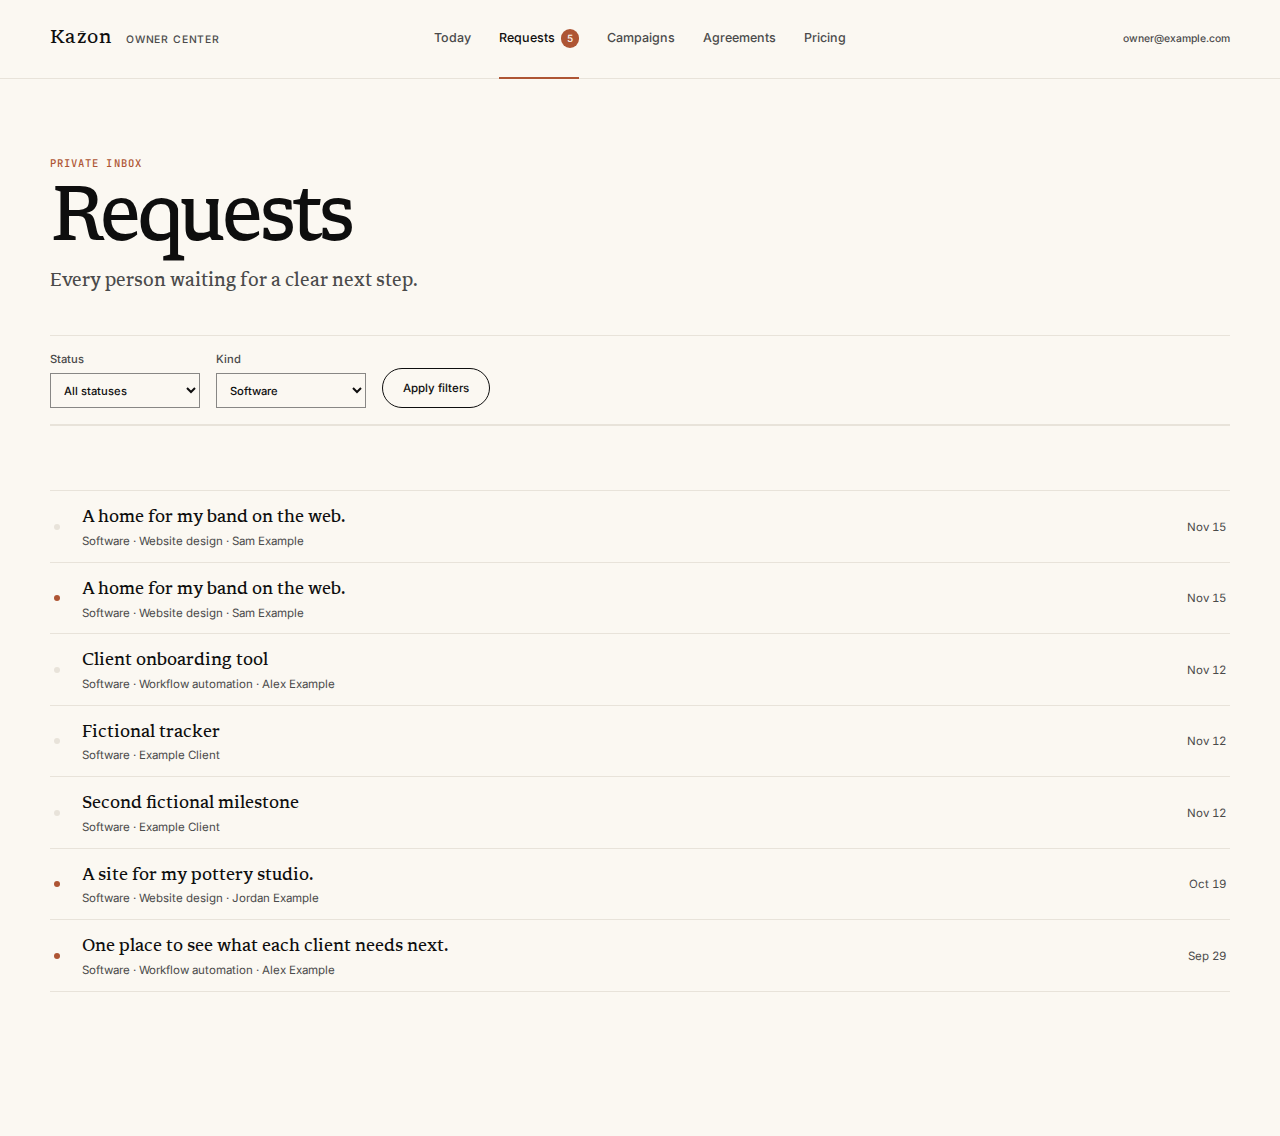 Kažon OWNER CENTER Today Requests 5 Campaigns Agreements Pricing owner@example.com
PRIVATE INBOX
Requests
Every person waiting for a clear next step.
Status Kind
All statuses Software Apply filters
A home for my band on the web.
Software · Website design · Sam Example Nov 15
A home for my band on the web.
Software · Website design · Sam Example Nov 15
Client onboarding tool
Software · Workflow automation · Alex Example Nov 12
Fictional tracker
Software · Example Client Nov 12
Second fictional milestone
Software · Example Client Nov 12
A site for my pottery studio.
Software · Website design · Jordan Example Oct 19
One place to see what each client needs next.
Software · Workflow automation · Alex Example Sep 29